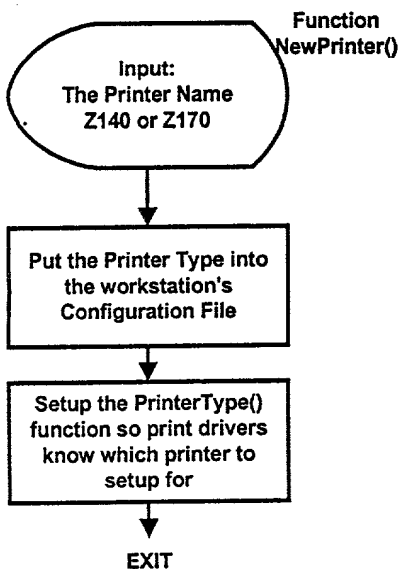 Function
NewPrinter()
Input:
The Printer Name
Z140 or Z170
Put the Printer Type into
the workstation's
Configuration File
Setup the PrinterType()
function so print drivers
know which printer to
setup for
EXIT